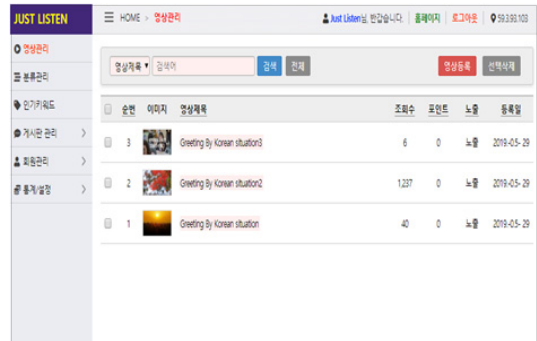 JUST LISTEN
HOME > 영상관리
Just Listen님, 반갑습니다. 홈페이지 로그아웃 59.3.93.103
영상관리
분류관리
인기키워드
게시판 관리
회원관리
통계/설정
영상제목 검색어 검색 전체 영상등록 선택삭제
순번 이미지 영상제목 조회수 포인트 노출 등록일
3 Greeting By Korean situation3 6 0 노출 2019-05-29
2 Greeting By Korean situation2 1,237 0 노출 2019-05-29
1 Greeting By Korean situation 40 0 노출 2019-05-29